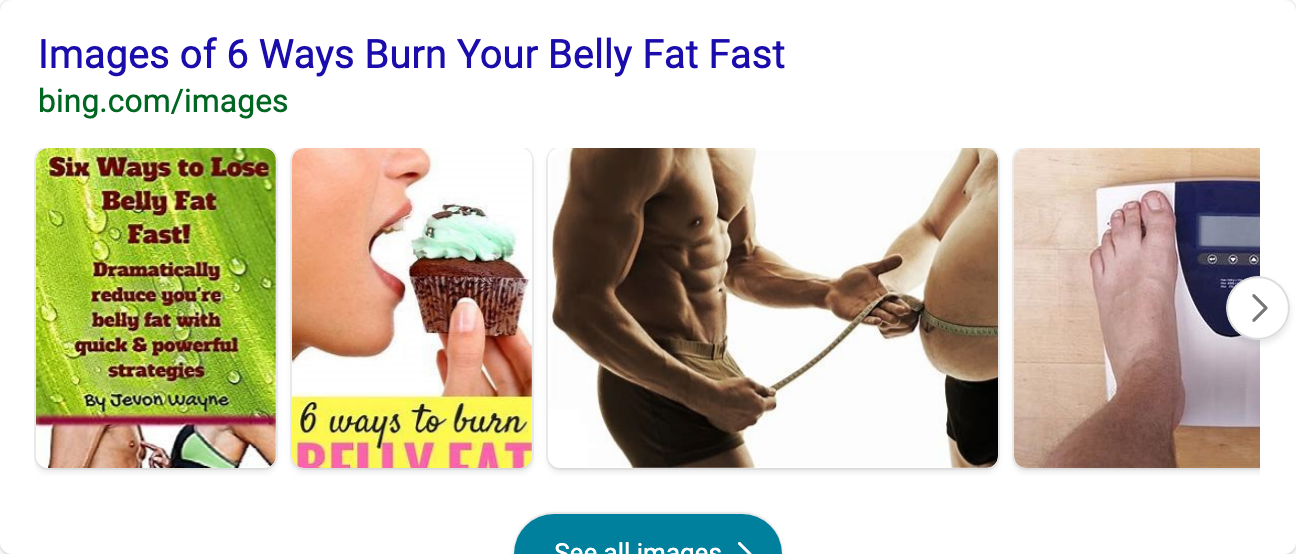 Images of 6 Ways Burn Your Belly Fat Fast
bing.com/images
Six Ways to Lose
Belly Fat
Fast!
Dramatically
reduce you're
belly fat with
quick & powerful
strategies
By Jevon Wayne
6 ways to burn
BELLY FAT
See all images